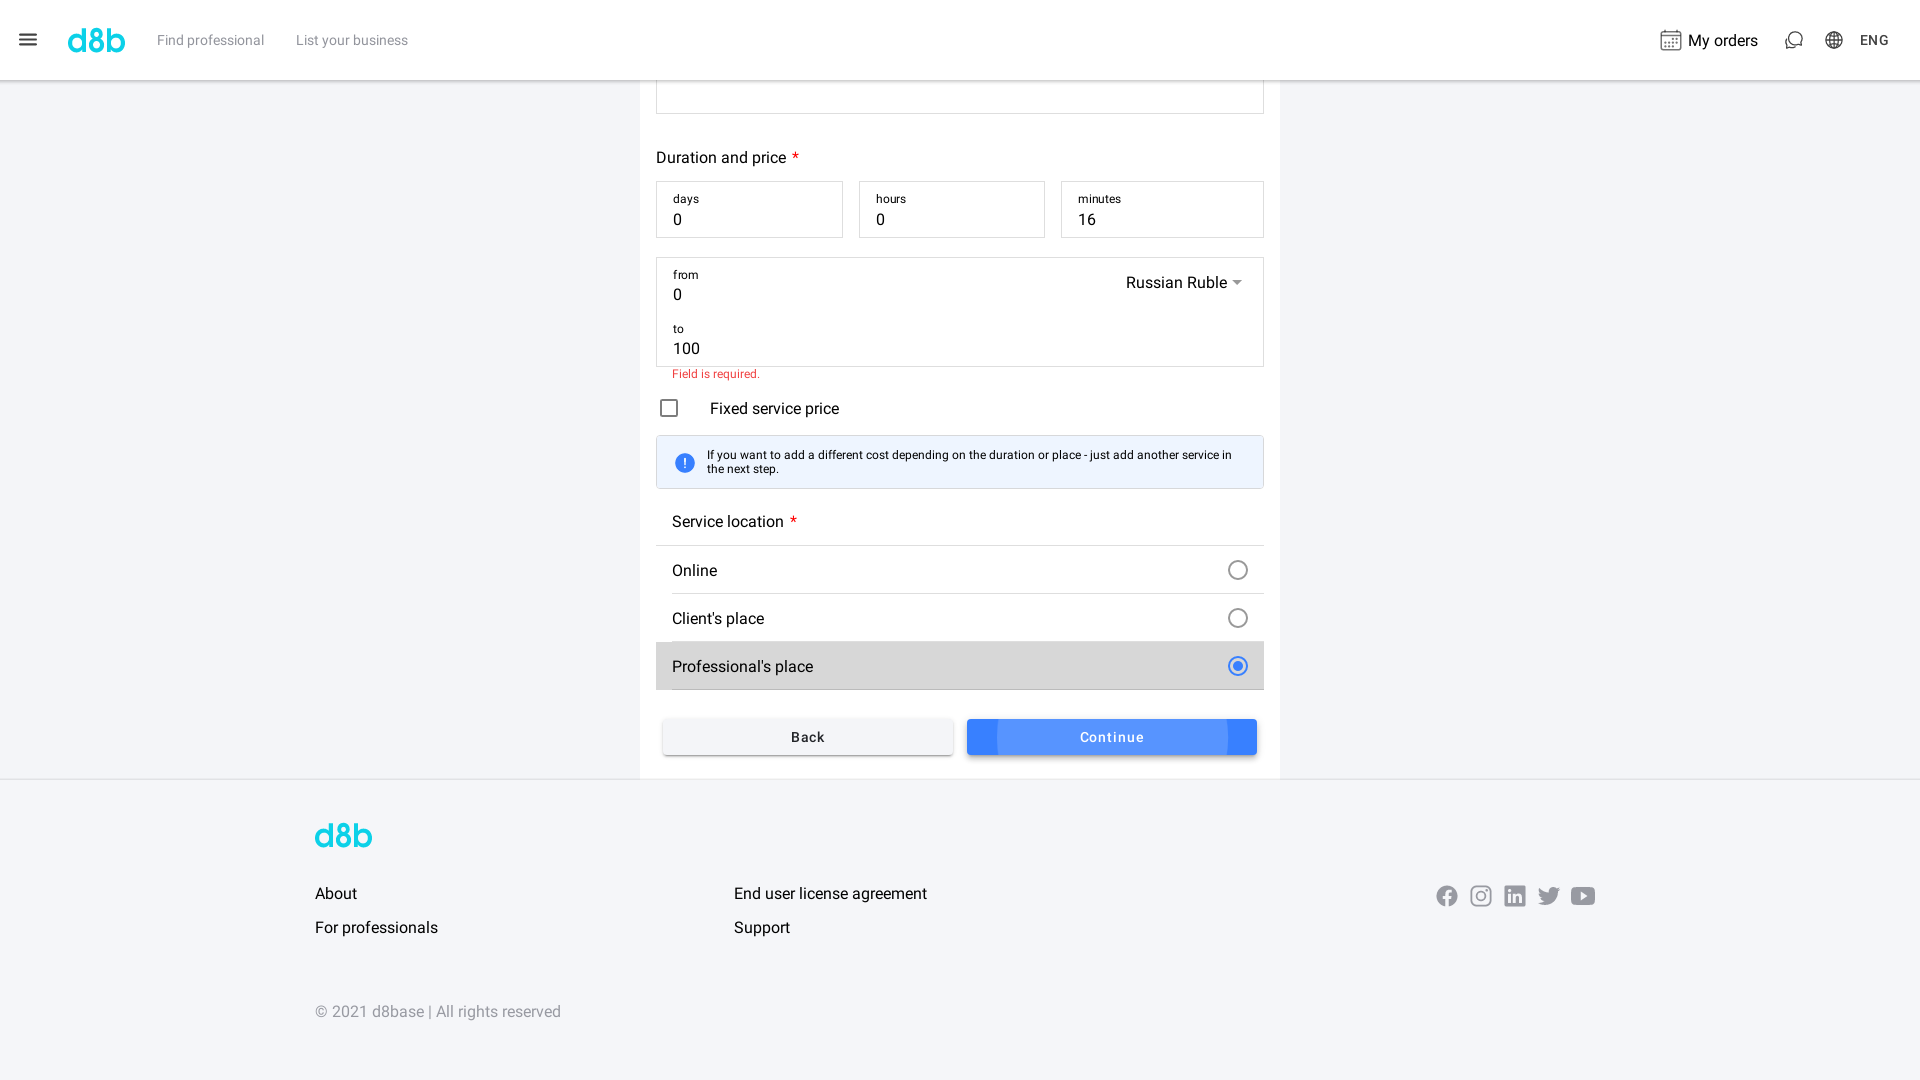 d8b
Find professional
List your business
My orders
ENG
Duration and price *
days
0
hours
0
minutes
16
from
0
Russian Ruble
to
100
Field is required.
Fixed service price
If you want to add a different cost depending on the duration or place - just add another service in
the next step.
Service location *
Online
Client's place
Professional's place
Back
Continue
d8b
About
End user license agreement
For professionals
Support
© 2021 d8base | All rights reserved